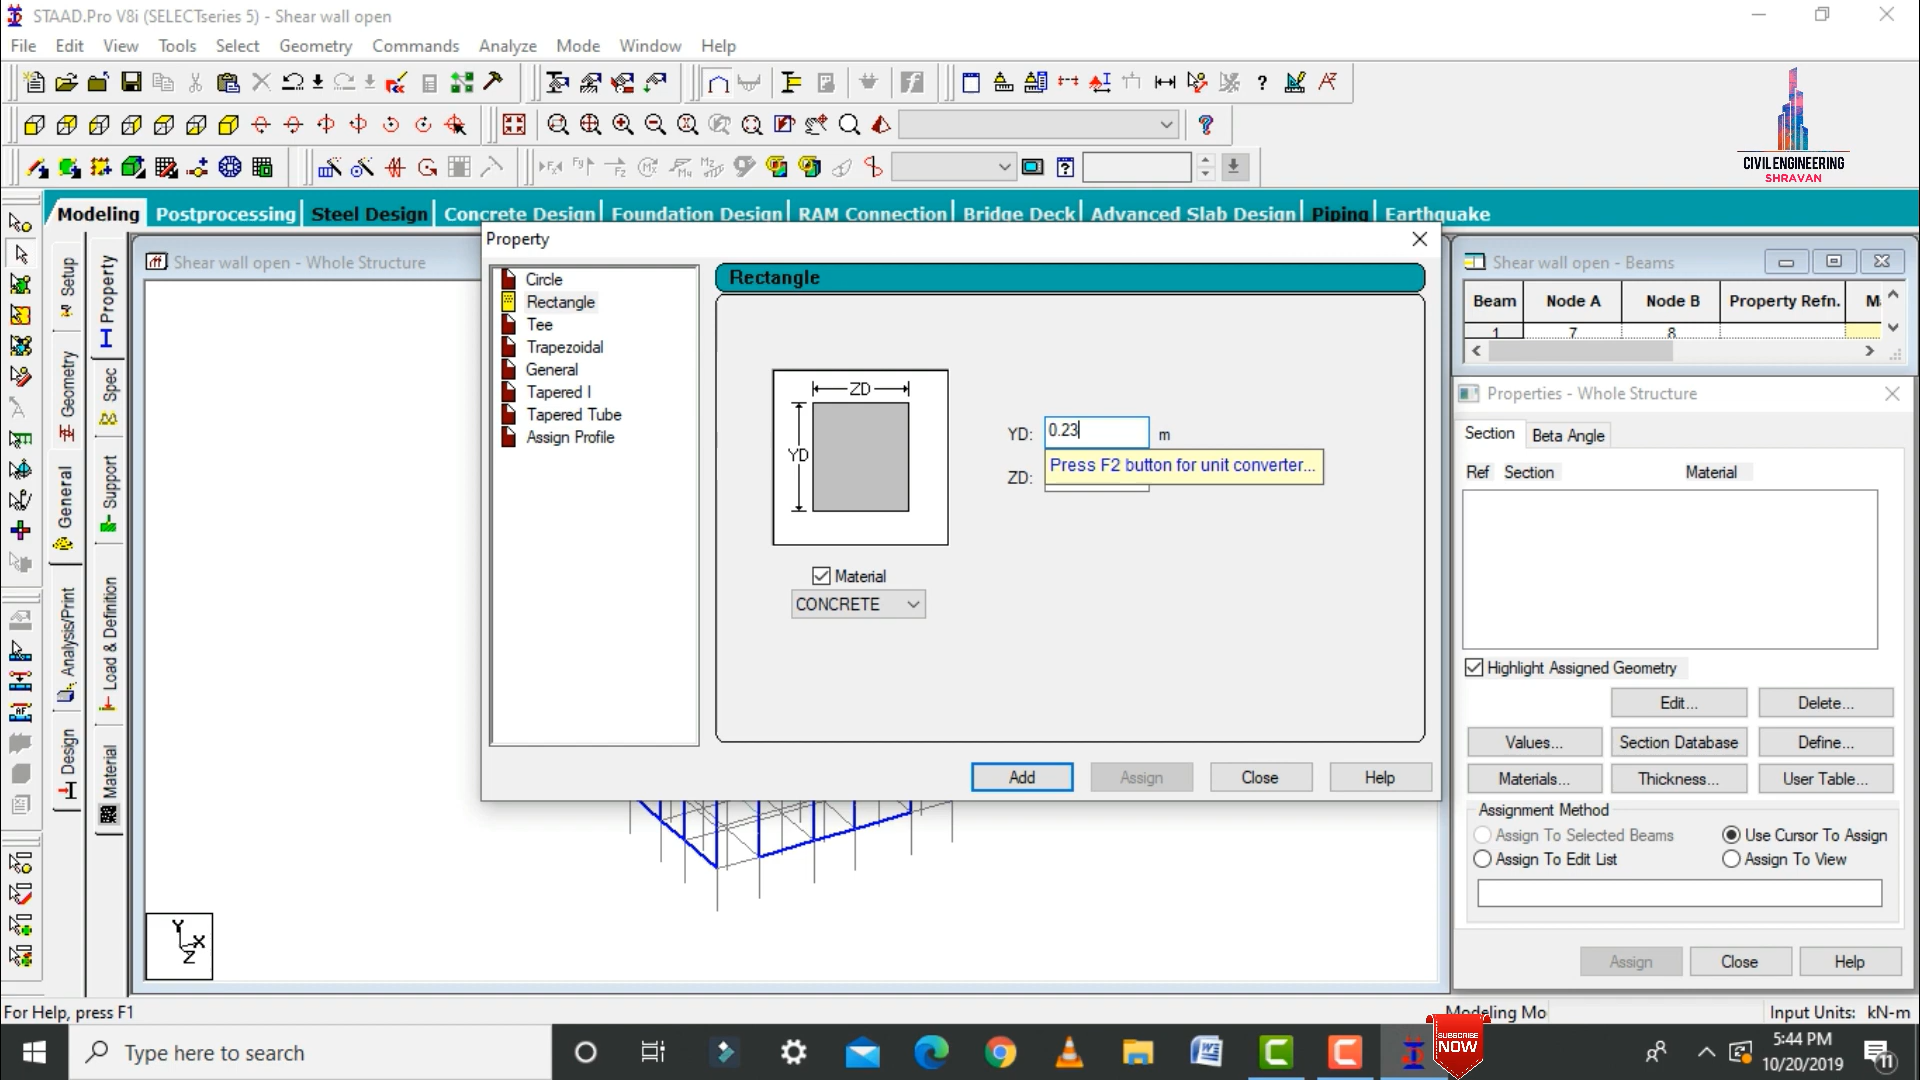 STAAD.Pro V8i (SELECTseries 5) - Shear wall open
File Edit View Tools Select Geometry Commands Analyze Mode Window Help
CIVILENGINEERING
SHRAVAN
Modeling Postprocessing Steel Design Concrete Design Foundation Design RAM Connection Bridge Deck Advanced Slab Design Piping Earthquake
Setup
Geometry
General
Analysis/Print
Design
Property
Spec
Support
Load & Definition
Material
Shear wall open - Whole Structure
Property
Circle
Rectangle
Tee
Trapezoidal
General
Tapered I
Tapered Tube
Assign Profile
Rectangle
ZD
YD
YD: 0.23 m
Press F2 button for unit converter...
ZD:
Material
CONCRETE
Add Assign Close Help
Shear wall open - Beams
Beam Node A Node B Property Refn.
1 7 8
Properties - Whole Structure
Section Beta Angle
Ref Section Material
Highlight Assigned Geometry
Edit... Delete...
Values... Section Database Define...
Materials... Thickness... User Table...
Assignment Method
Assign To Selected Beams Use Cursor To Assign
Assign To Edit List Assign To View
Assign Close Help
Y
X
Z
For Help, press F1
Modeling Mo
Input Units: kN-m
Type here to search
SUBSCRIBE
NOW
5:44 PM
10/20/2019
11